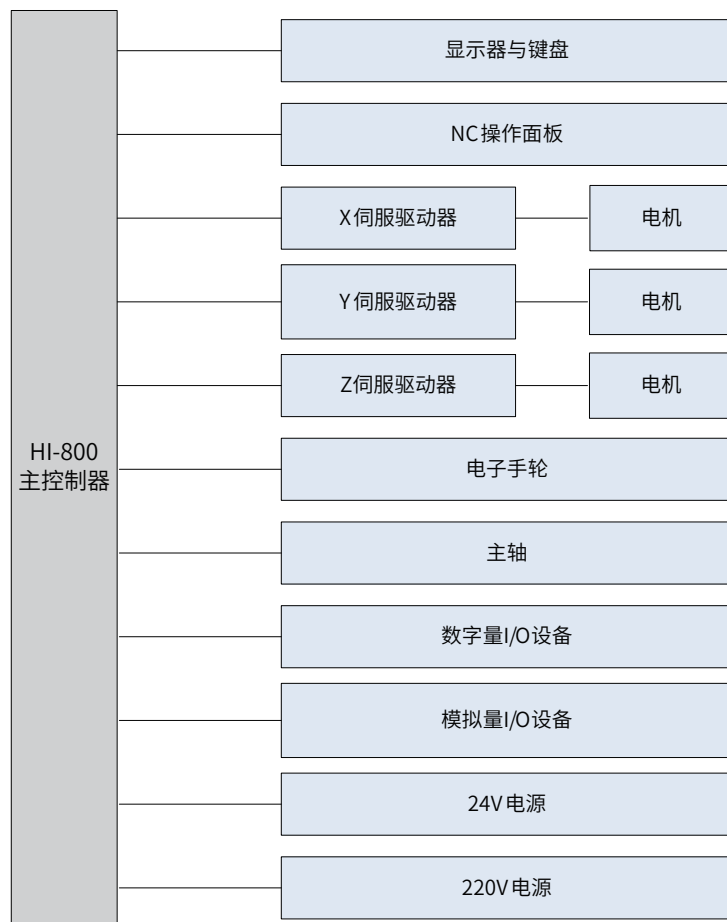 显示器与键盘
NC操作面板
X伺服驱动器
电机
Y伺服驱动器
电机
Z伺服驱动器
电机
HI-800
主控制器
电子手轮
主轴
数字量I/O设备
模拟量I/O设备
24V电源
220V电源